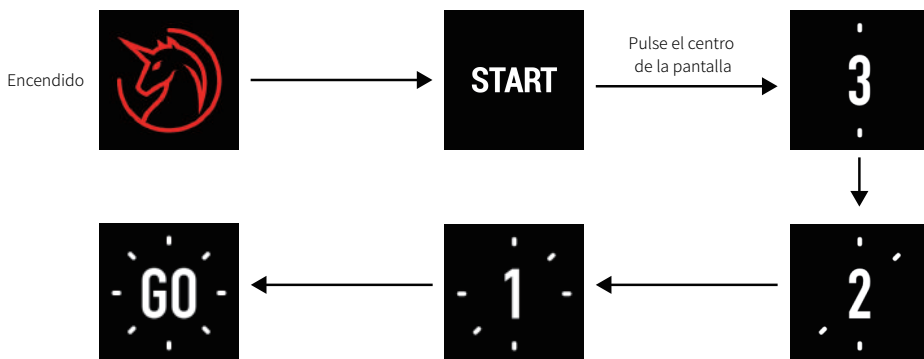 Encendido
START
Pulse el centro
de la pantalla
3
GO
1
2